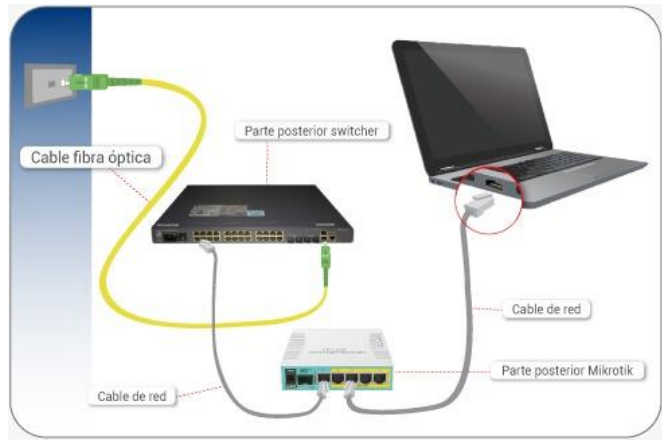 Parte posterior switcher
Cable fibra óptica
Cable de red
Parte posterior Mikrotik
Cable de red